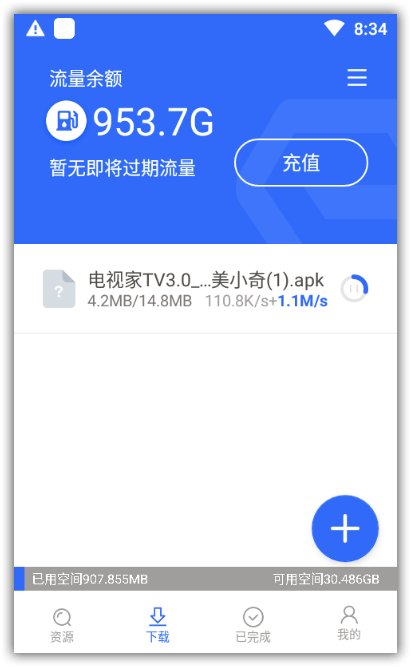 8:34
流量余额
953.7G
暂无即将过期流量
充值
电视家TV3.0_...美小奇(1).apk
?
4.2MB/14.8MB 110.8K/s+1.1M/s
已用空间907.855MB 可用空间30.486GB
资源 下载 已完成 我的